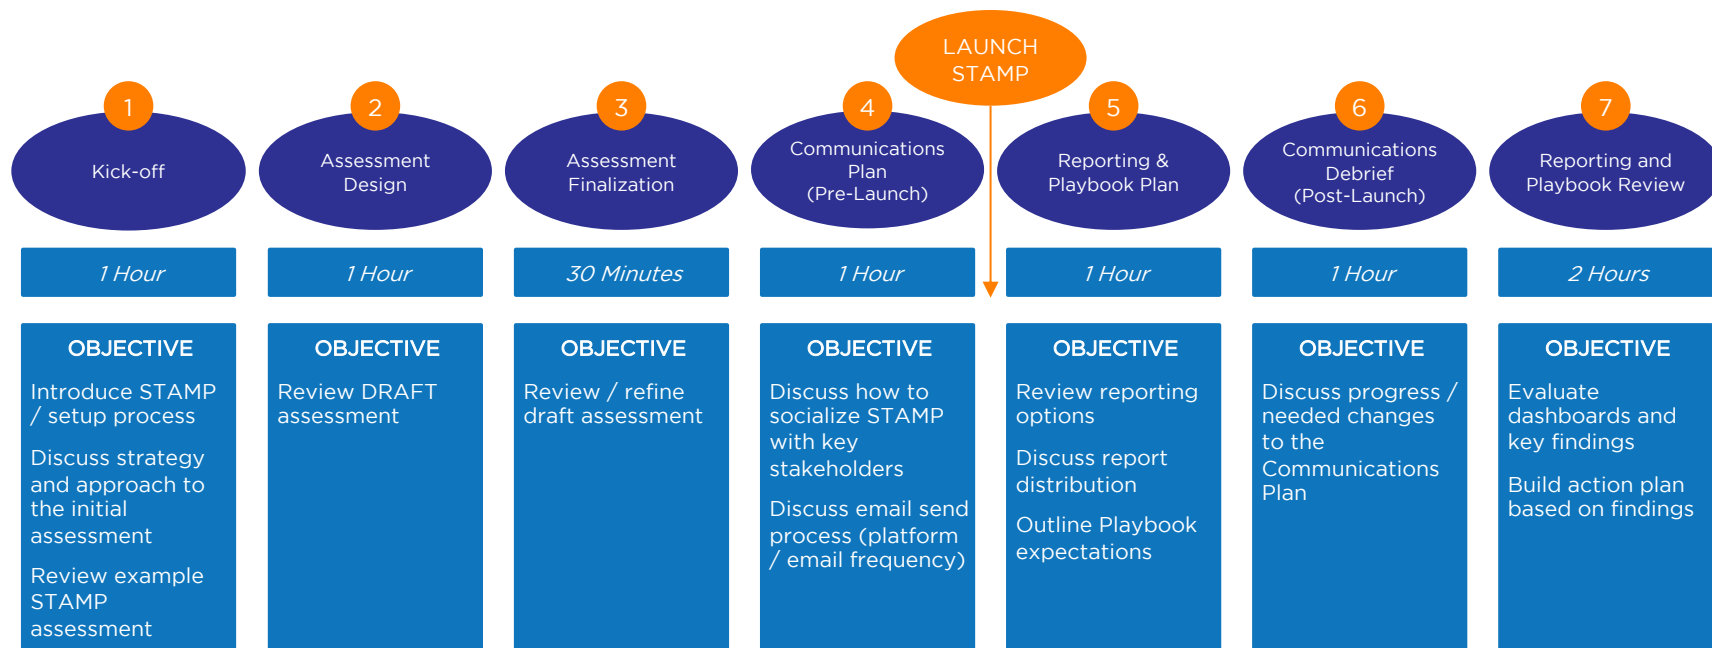 LAUNCH
STAMP
1
2
3
4
5
6
7
Kick-off
Assessment
Design
Assessment
Finalization
Communications
Plan
(Pre-Launch)
Reporting &
Playbook Plan
Communications
Debrief
(Post-Launch)
Reporting and
Playbook Review
1 Hour
1 Hour
30 Minutes
1 Hour
1 Hour
1 Hour
2 Hours
OBJECTIVE
Introduce STAMP
/ setup process
Discuss strategy
and approach to
the initial
assessment
Review example
STAMP
assessment
OBJECTIVE
Review DRAFT
assessment
OBJECTIVE
Review / refine
draft assessment
OBJECTIVE
Discuss how to
socialize STAMP
with key
stakeholders
Discuss email send
process (platform
/ email frequency)
OBJECTIVE
Review reporting
options
Discuss report
distribution
Outline Playbook
expectations
OBJECTIVE
Discuss progress /
needed changes
to the
Communications
Plan
OBJECTIVE
Evaluate
dashboards and
key findings
Build action plan
based on findings